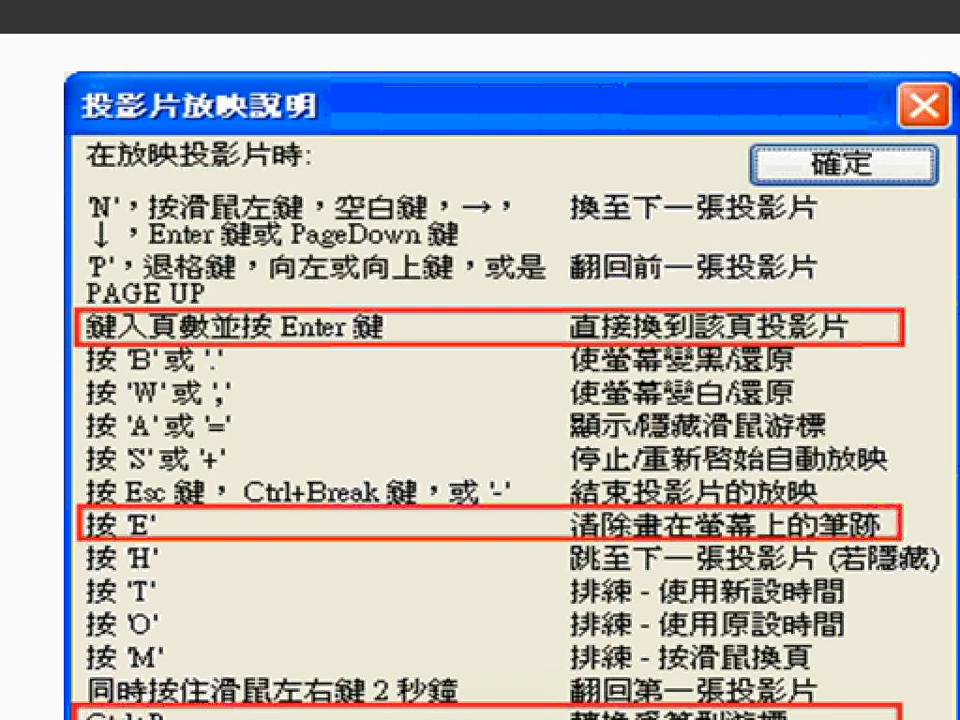 投影片放映說明
在放映投影片時:
確定
'N'，按滑鼠左鍵，空白鍵，→， 換至下一張投影片
↓，Enter 鍵或 PageDown 鍵
'P'，退格鍵，向左或向上鍵，或是 翻回前一張投影片
PAGE UP
鍵入頁數並按 Enter 鍵 直接換到該頁投影片
按 'B' 或 '.' 使螢幕變黑/還原
按 'W' 或 ',' 使螢幕變白/還原
按 'A' 或 '=' 顯示/隱藏滑鼠游標
按 'S' 或 '+' 停止/重新啓始自動放映
按 Esc 鍵， Ctrl+Break 鍵，或 '-' 結束投影片的放映
按 'E' 清除畫在螢幕上的筆跡
按 'H' 跳至下一張投影片 (若隱藏)
按 'T' 排練 - 使用新設時間
按 'O' 排練 - 使用原設時間
按 'M' 排練 - 按滑鼠換頁
同時按住滑鼠左右鍵 2 秒鐘 翻回第一張投影片